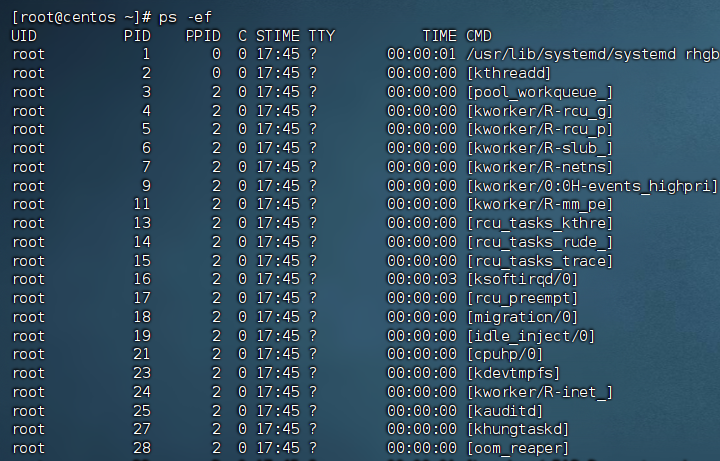 [root@centos ~]# ps -ef
UID          PID    PPID  C STIME TTY          TIME CMD
root           1       0  0 17:45 ?        00:00:01 /usr/lib/systemd/systemd rhgb
root           2       0  0 17:45 ?        00:00:00 [kthreadd]
root           3       2  0 17:45 ?        00:00:00 [pool_workqueue_]
root           4       2  0 17:45 ?        00:00:00 [kworker/R-rcu_g]
root           5       2  0 17:45 ?        00:00:00 [kworker/R-rcu_p]
root           6       2  0 17:45 ?        00:00:00 [kworker/R-slub_]
root           7       2  0 17:45 ?        00:00:00 [kworker/R-netns]
root           9       2  0 17:45 ?        00:00:00 [kworker/0:0H-events_highpri]
root          11       2  0 17:45 ?        00:00:00 [kworker/R-mm_pe]
root          13       2  0 17:45 ?        00:00:00 [rcu_tasks_kthre]
root          14       2  0 17:45 ?        00:00:00 [rcu_tasks_rude_]
root          15       2  0 17:45 ?        00:00:00 [rcu_tasks_trace]
root          16       2  0 17:45 ?        00:00:03 [ksoftirqd/0]
root          17       2  0 17:45 ?        00:00:00 [rcu_preempt]
root          18       2  0 17:45 ?        00:00:00 [migration/0]
root          19       2  0 17:45 ?        00:00:00 [idle_inject/0]
root          21       2  0 17:45 ?        00:00:00 [cpuhp/0]
root          23       2  0 17:45 ?        00:00:00 [kdevtmpfs]
root          24       2  0 17:45 ?        00:00:00 [kworker/R-inet_]
root          25       2  0 17:45 ?        00:00:00 [kauditd]
root          27       2  0 17:45 ?        00:00:00 [khungtaskd]
root          28       2  0 17:45 ?        00:00:00 [oom_reaper]